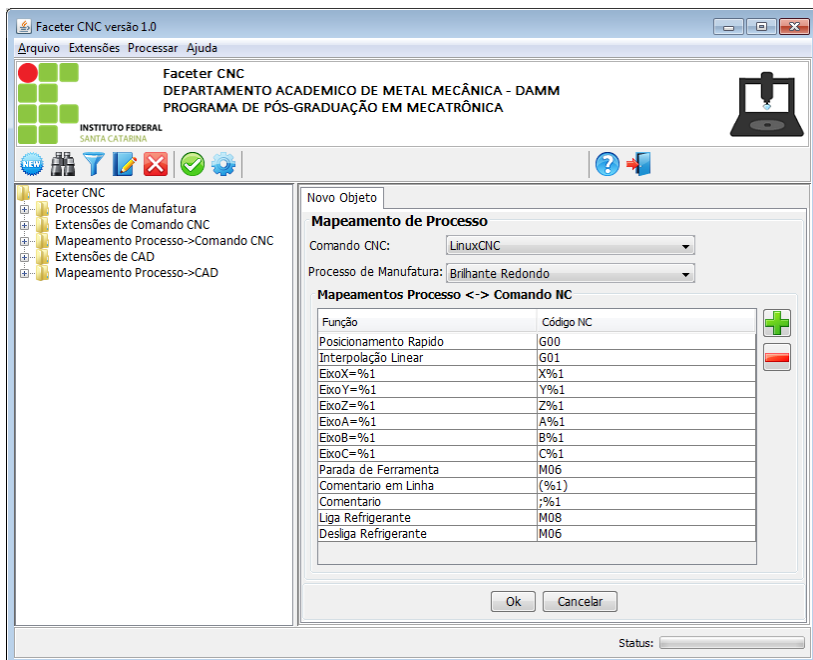 Faceter CNC versão 1.0
Arquivo Extensões Processar Ajuda
Faceter CNC
DEPARTAMENTO ACADEMICO DE METAL MECÂNICA - DAMM
PROGRAMA DE PÓS-GRADUAÇÃO EM MECATRÔNICA
INSTITUTO FEDERAL
SANTA CATARINA
NEW
Faceter CNC
Processos de Manufatura
Extensões de Comando CNC
Mapeamento Processo->Comando CNC
Extensões de CAD
Mapeamento Processo->CAD
Novo Objeto
Mapeamento de Processo
Comando CNC: LinuxCNC
Processo de Manufatura: Brilhante Redondo
Mapeamentos Processo <-> Comando NC
Função Código NC
Posicionamento Rapido G00
Interpolação Linear G01
EixoX=%1 X%1
EixoY=%1 Y%1
EixoZ=%1 Z%1
EixoA=%1 A%1
EixoB=%1 B%1
EixoC=%1 C%1
Parada de Ferramenta M06
Comentario em Linha (%1)
Comentario ;%1
Liga Refrigerante M08
Desliga Refrigerante M06
Ok Cancelar
Status: